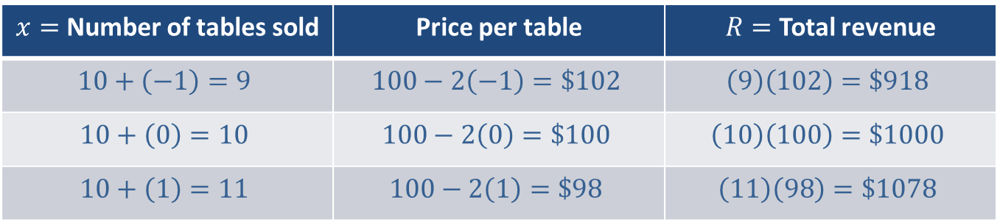 x = Number of tables sold Price per table R = Total revenue
10 + (−1) = 9 100 − 2(−1) = $102 (9)(102) = $918
10 + (0) = 10 100 − 2(0) = $100 (10)(100) = $1000
10 + (1) = 11 100 − 2(1) = $98 (11)(98) = $1078